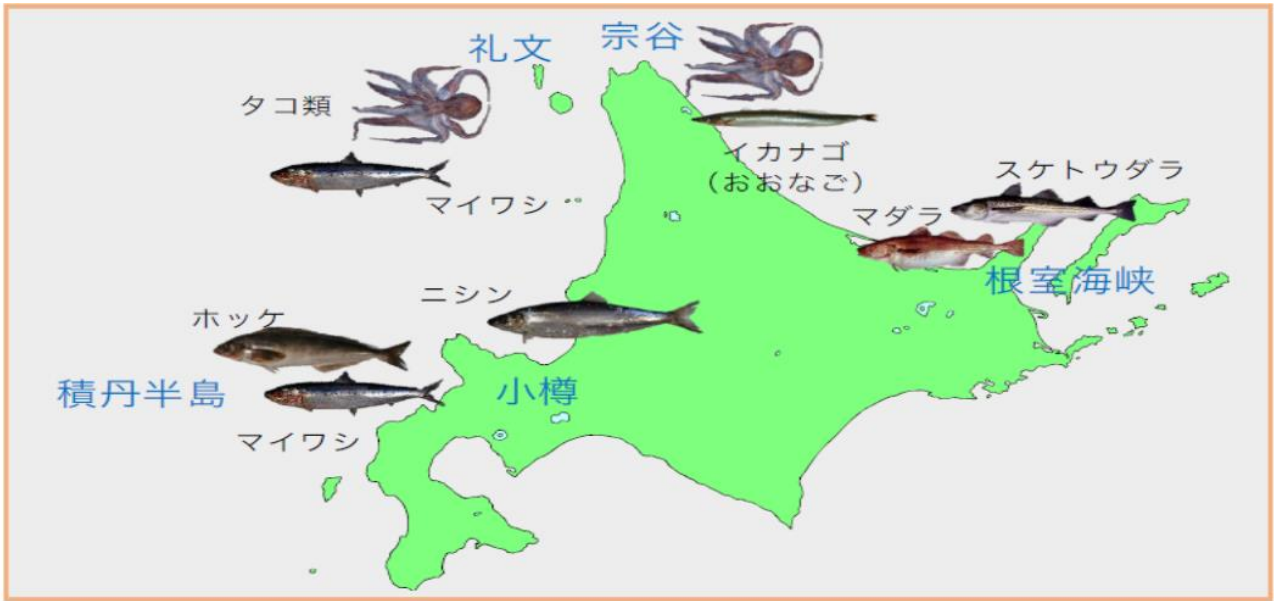 礼文
宗谷
タコ類
マイワシ
イカナゴ
（おおなご）
スケトウダラ
マダラ
根室海峡
ニシン
ホッケ
積丹半島
小樽
マイワシ